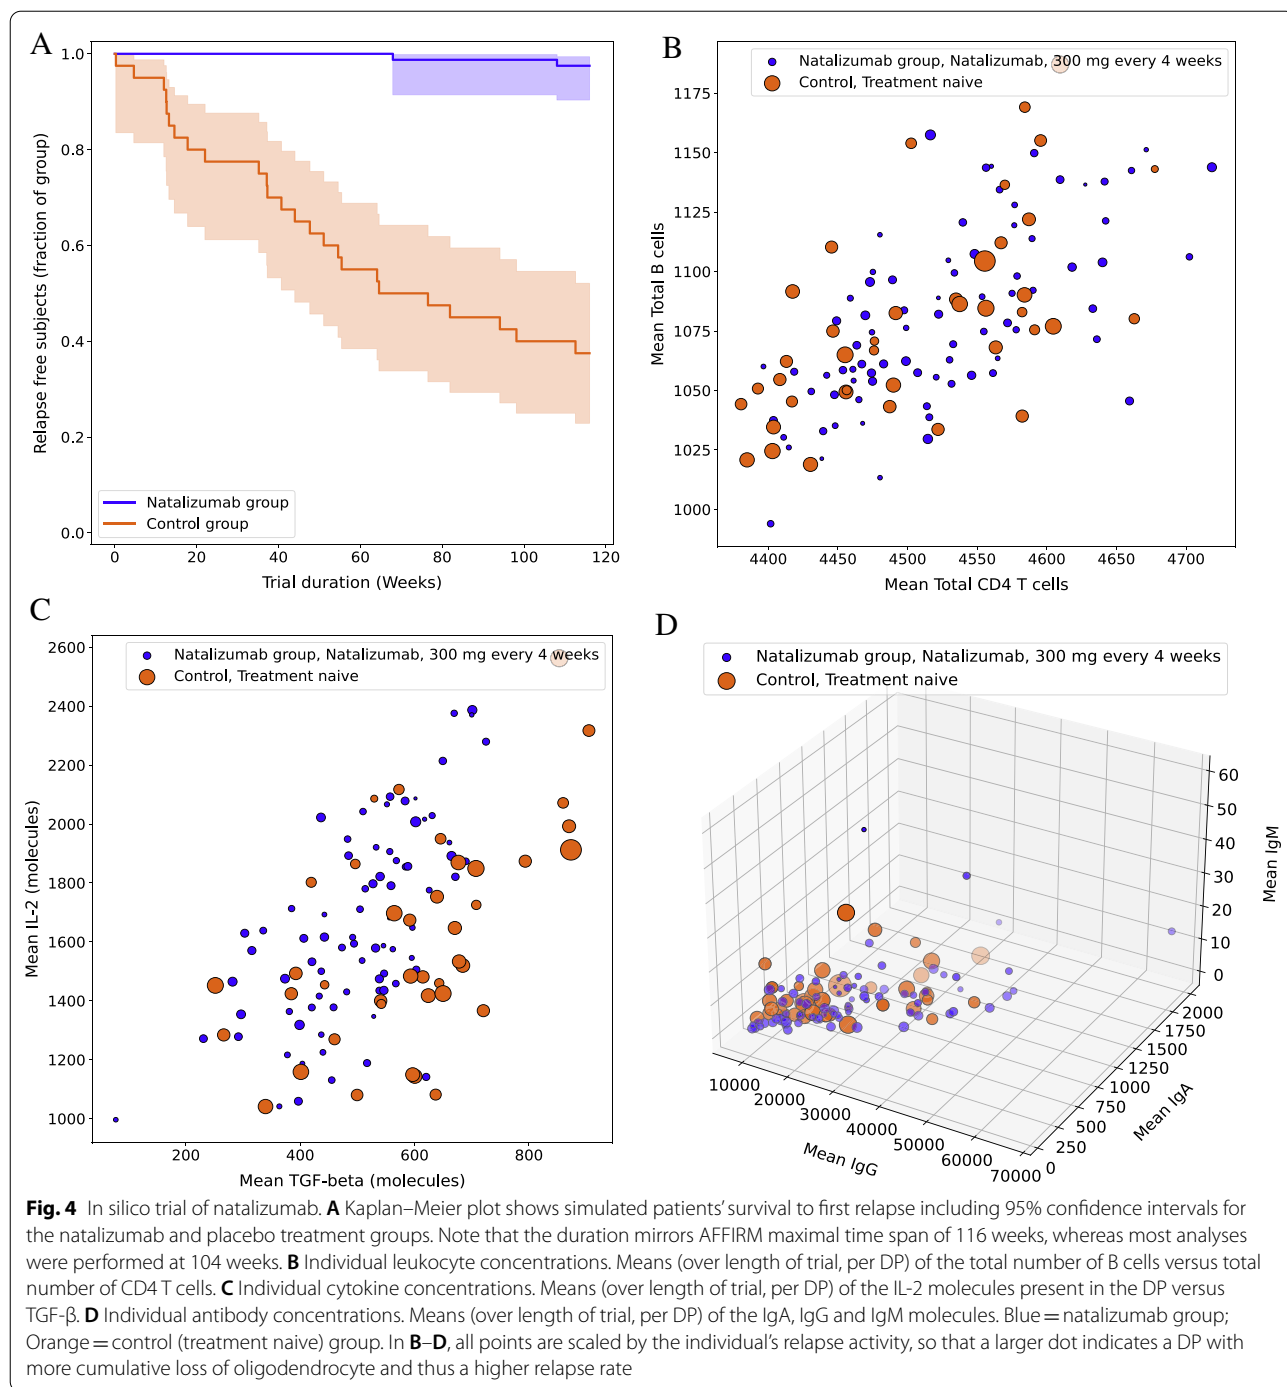 A
1.0
0.8
0.6
0.4
0.2
0.0
Relapse free subjects (fraction of group)
Natalizumab group
Control group
0 20 40 60 80 100 120
Trial duration (Weeks)
B
Natalizumab group, Natalizumab, 300 mg every 4 weeks
Control, Treatment naive
1175
1150
1125
1100
1075
1050
1025
1000
Mean Total B cells
4400 4450 4500 4550 4600 4650 4700
Mean Total CD4 T cells
C
Natalizumab group, Natalizumab, 300 mg every 4 weeks
Control, Treatment naive
2600
2400
2200
2000
1800
1600
1400
1200
1000
Mean IL-2 (molecules)
200 400 600 800
Mean TGF-beta (molecules)
D
Natalizumab group, Natalizumab, 300 mg every 4 weeks
Control, Treatment naive
60
50
40
30
20
10
0
Mean IgM
2000
1750
1500
1250
1000
750
500
250
0
Mean IgA
10000
20000
30000
40000
50000
60000
70000
Mean IgG
Fig. 4 In silico trial of natalizumab. A Kaplan–Meier plot shows simulated patients’ survival to first relapse including 95% confidence intervals for
the natalizumab and placebo treatment groups. Note that the duration mirrors AFFIRM maximal time span of 116 weeks, whereas most analyses
were performed at 104 weeks. B Individual leukocyte concentrations. Means (over length of trial, per DP) of the total number of B cells versus total
number of CD4 T cells. C Individual cytokine concentrations. Means (over length of trial, per DP) of the IL-2 molecules present in the DP versus
TGF-β. D Individual antibody concentrations. Means (over length of trial, per DP) of the IgA, IgG and IgM molecules. Blue = natalizumab group;
Orange = control (treatment naive) group. In B–D, all points are scaled by the individual’s relapse activity, so that a larger dot indicates a DP with
more cumulative loss of oligodendrocyte and thus a higher relapse rate